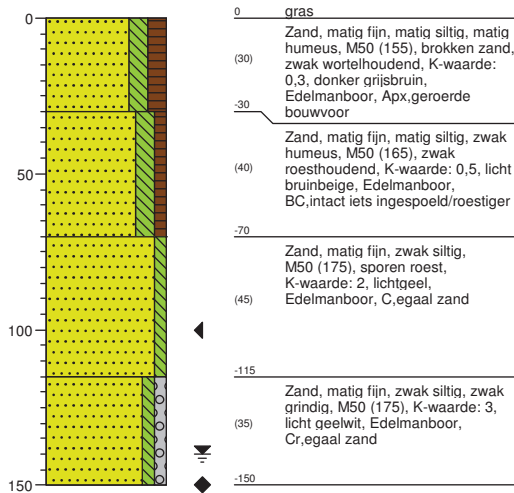 0
50
100
150
0 gras
(30)
Zand, matig fijn, matig siltig, matig
humeus, M50 (155), brokken zand,
zwak wortelhoudend, K-waarde:
0,3, donker grijsbruin,
Edelmanboor, Apx,geroerde
bouwvoor
-30
(40)
Zand, matig fijn, matig siltig, zwak
humeus, M50 (165), zwak
roesthoudend, K-waarde: 0,5, licht
bruinbeige, Edelmanboor,
BC,intact iets ingespoeld/roestiger
-70
(45)
Zand, matig fijn, zwak siltig,
M50 (175), sporen roest,
K-waarde: 2, lichtgeel,
Edelmanboor, C,egaal zand
-115
(35)
Zand, matig fijn, zwak siltig, zwak
grindig, M50 (175), K-waarde: 3,
licht geelwit, Edelmanboor,
Cr,egaal zand
-150